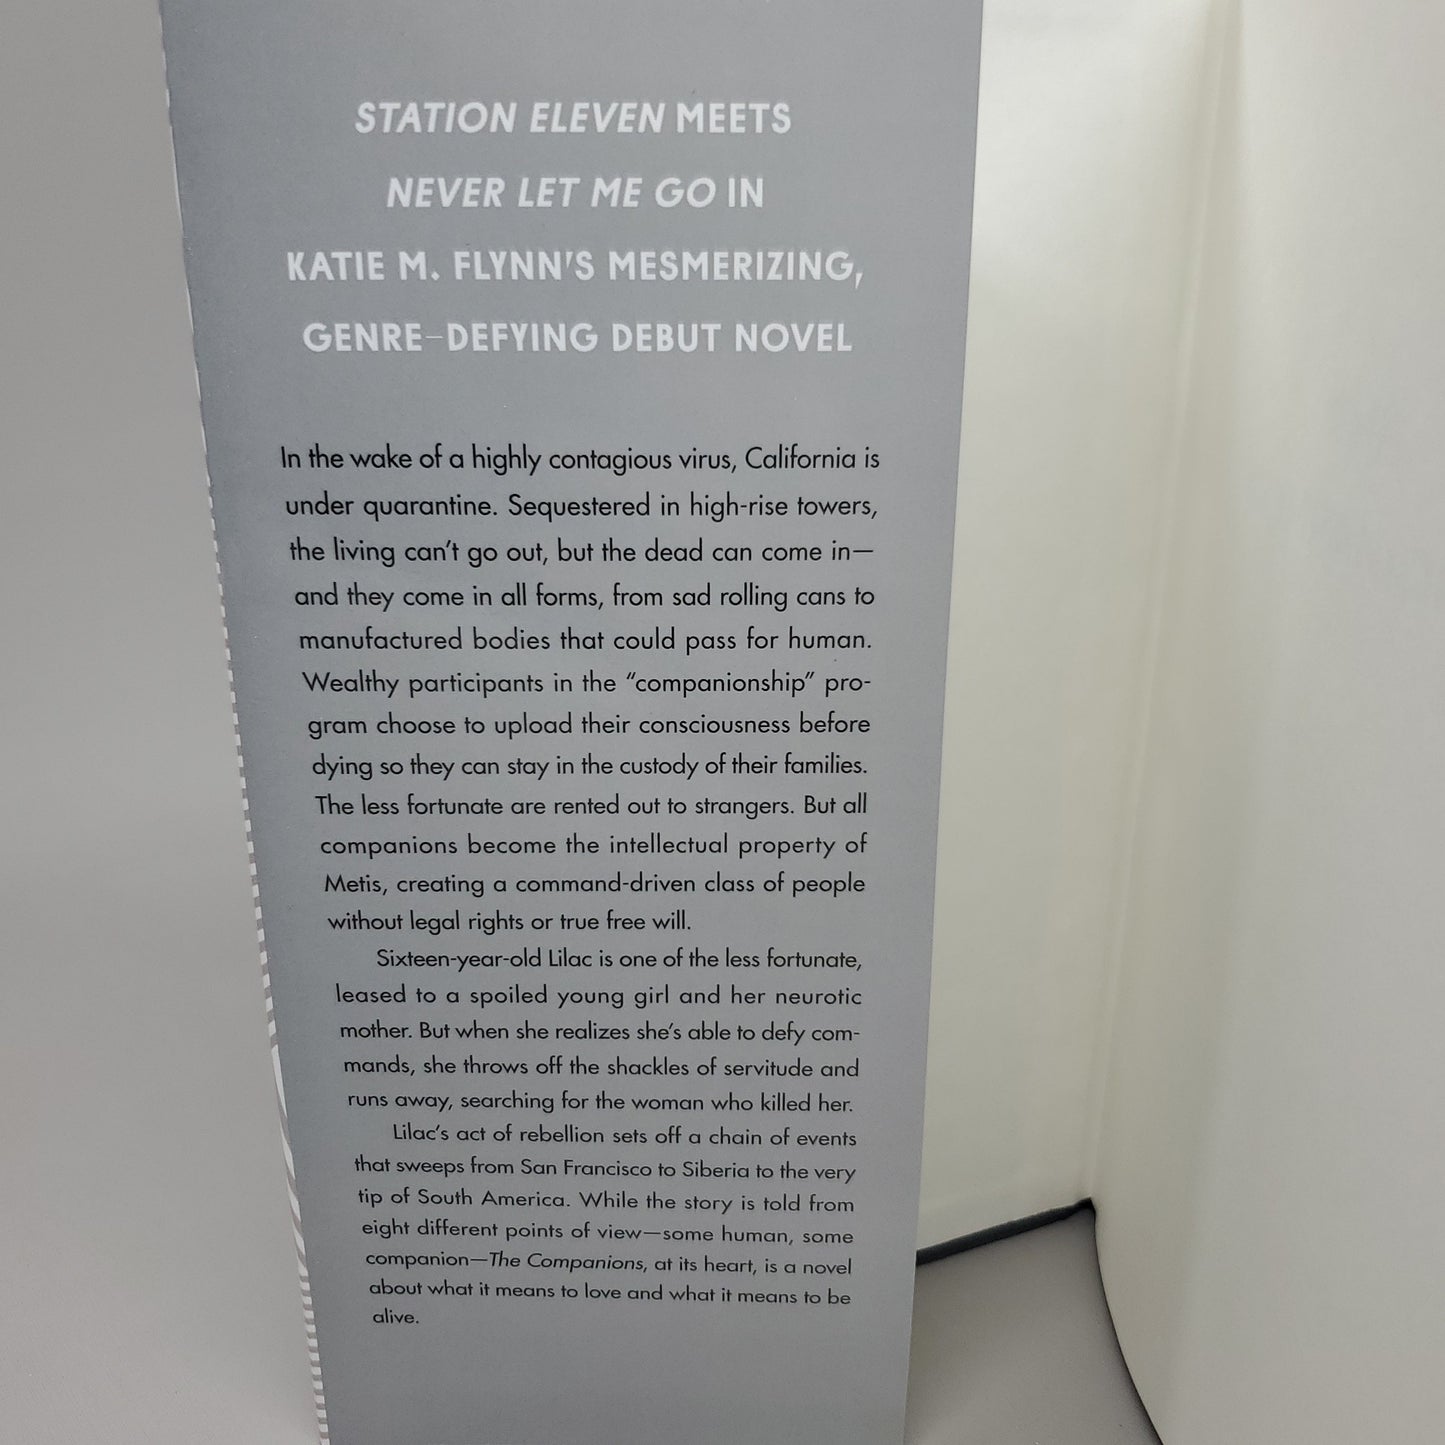 STATION ELEVEN MEETS
NEVER LET ME GO IN
KATIE M. FLYNN'S MESMERIZING,
GENRE-DEFYING DEBUT NOVEL
In the wake of a highly contagious virus, California is
under quarantine. Sequestered in high-rise towers,
the living can't go out, but the dead can come in—
and they come in all forms, from sad rolling cans to
manufactured bodies that could pass for human.
Wealthy participants in the “companionship” pro-
gram choose to upload their consciousness before
dying so they can stay in the custody of their families.
The less fortunate are rented out to strangers. But all
companions become the intellectual property of
Metis, creating a command-driven class of people
without legal rights or true free will.
Sixteen-year-old Lilac is one of the less fortunate,
leased to a spoiled young girl and her neurotic
mother. But when she realizes she's able to defy com-
mands, she throws off the shackles of servitude and
runs away, searching for the woman who killed her.
Lilac's act of rebellion sets off a chain of events
that sweeps from San Francisco to Siberia to the very
tip of South America. While the story is told from
eight different points of view—some human, some
companion—The Companions, at its heart, is a novel
about what it means to love and what it means to be
alive.